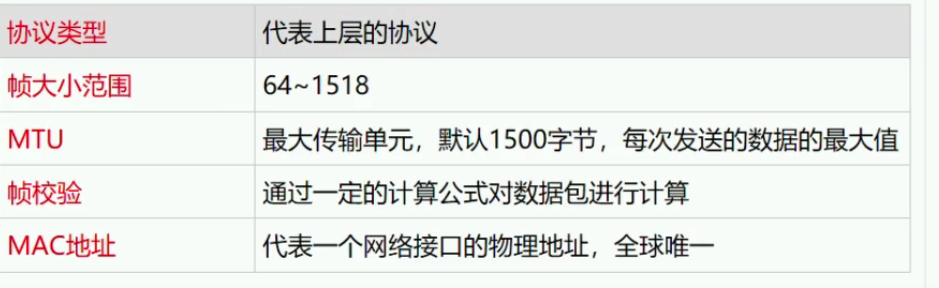 协议类型 代表上层的协议
帧大小范围 64~1518
MTU 最大传输单元，默认1500字节，每次发送的数据的最大值
帧校验 通过一定的计算公式对数据包进行计算
MAC地址 代表一个网络接口的物理地址，全球唯一